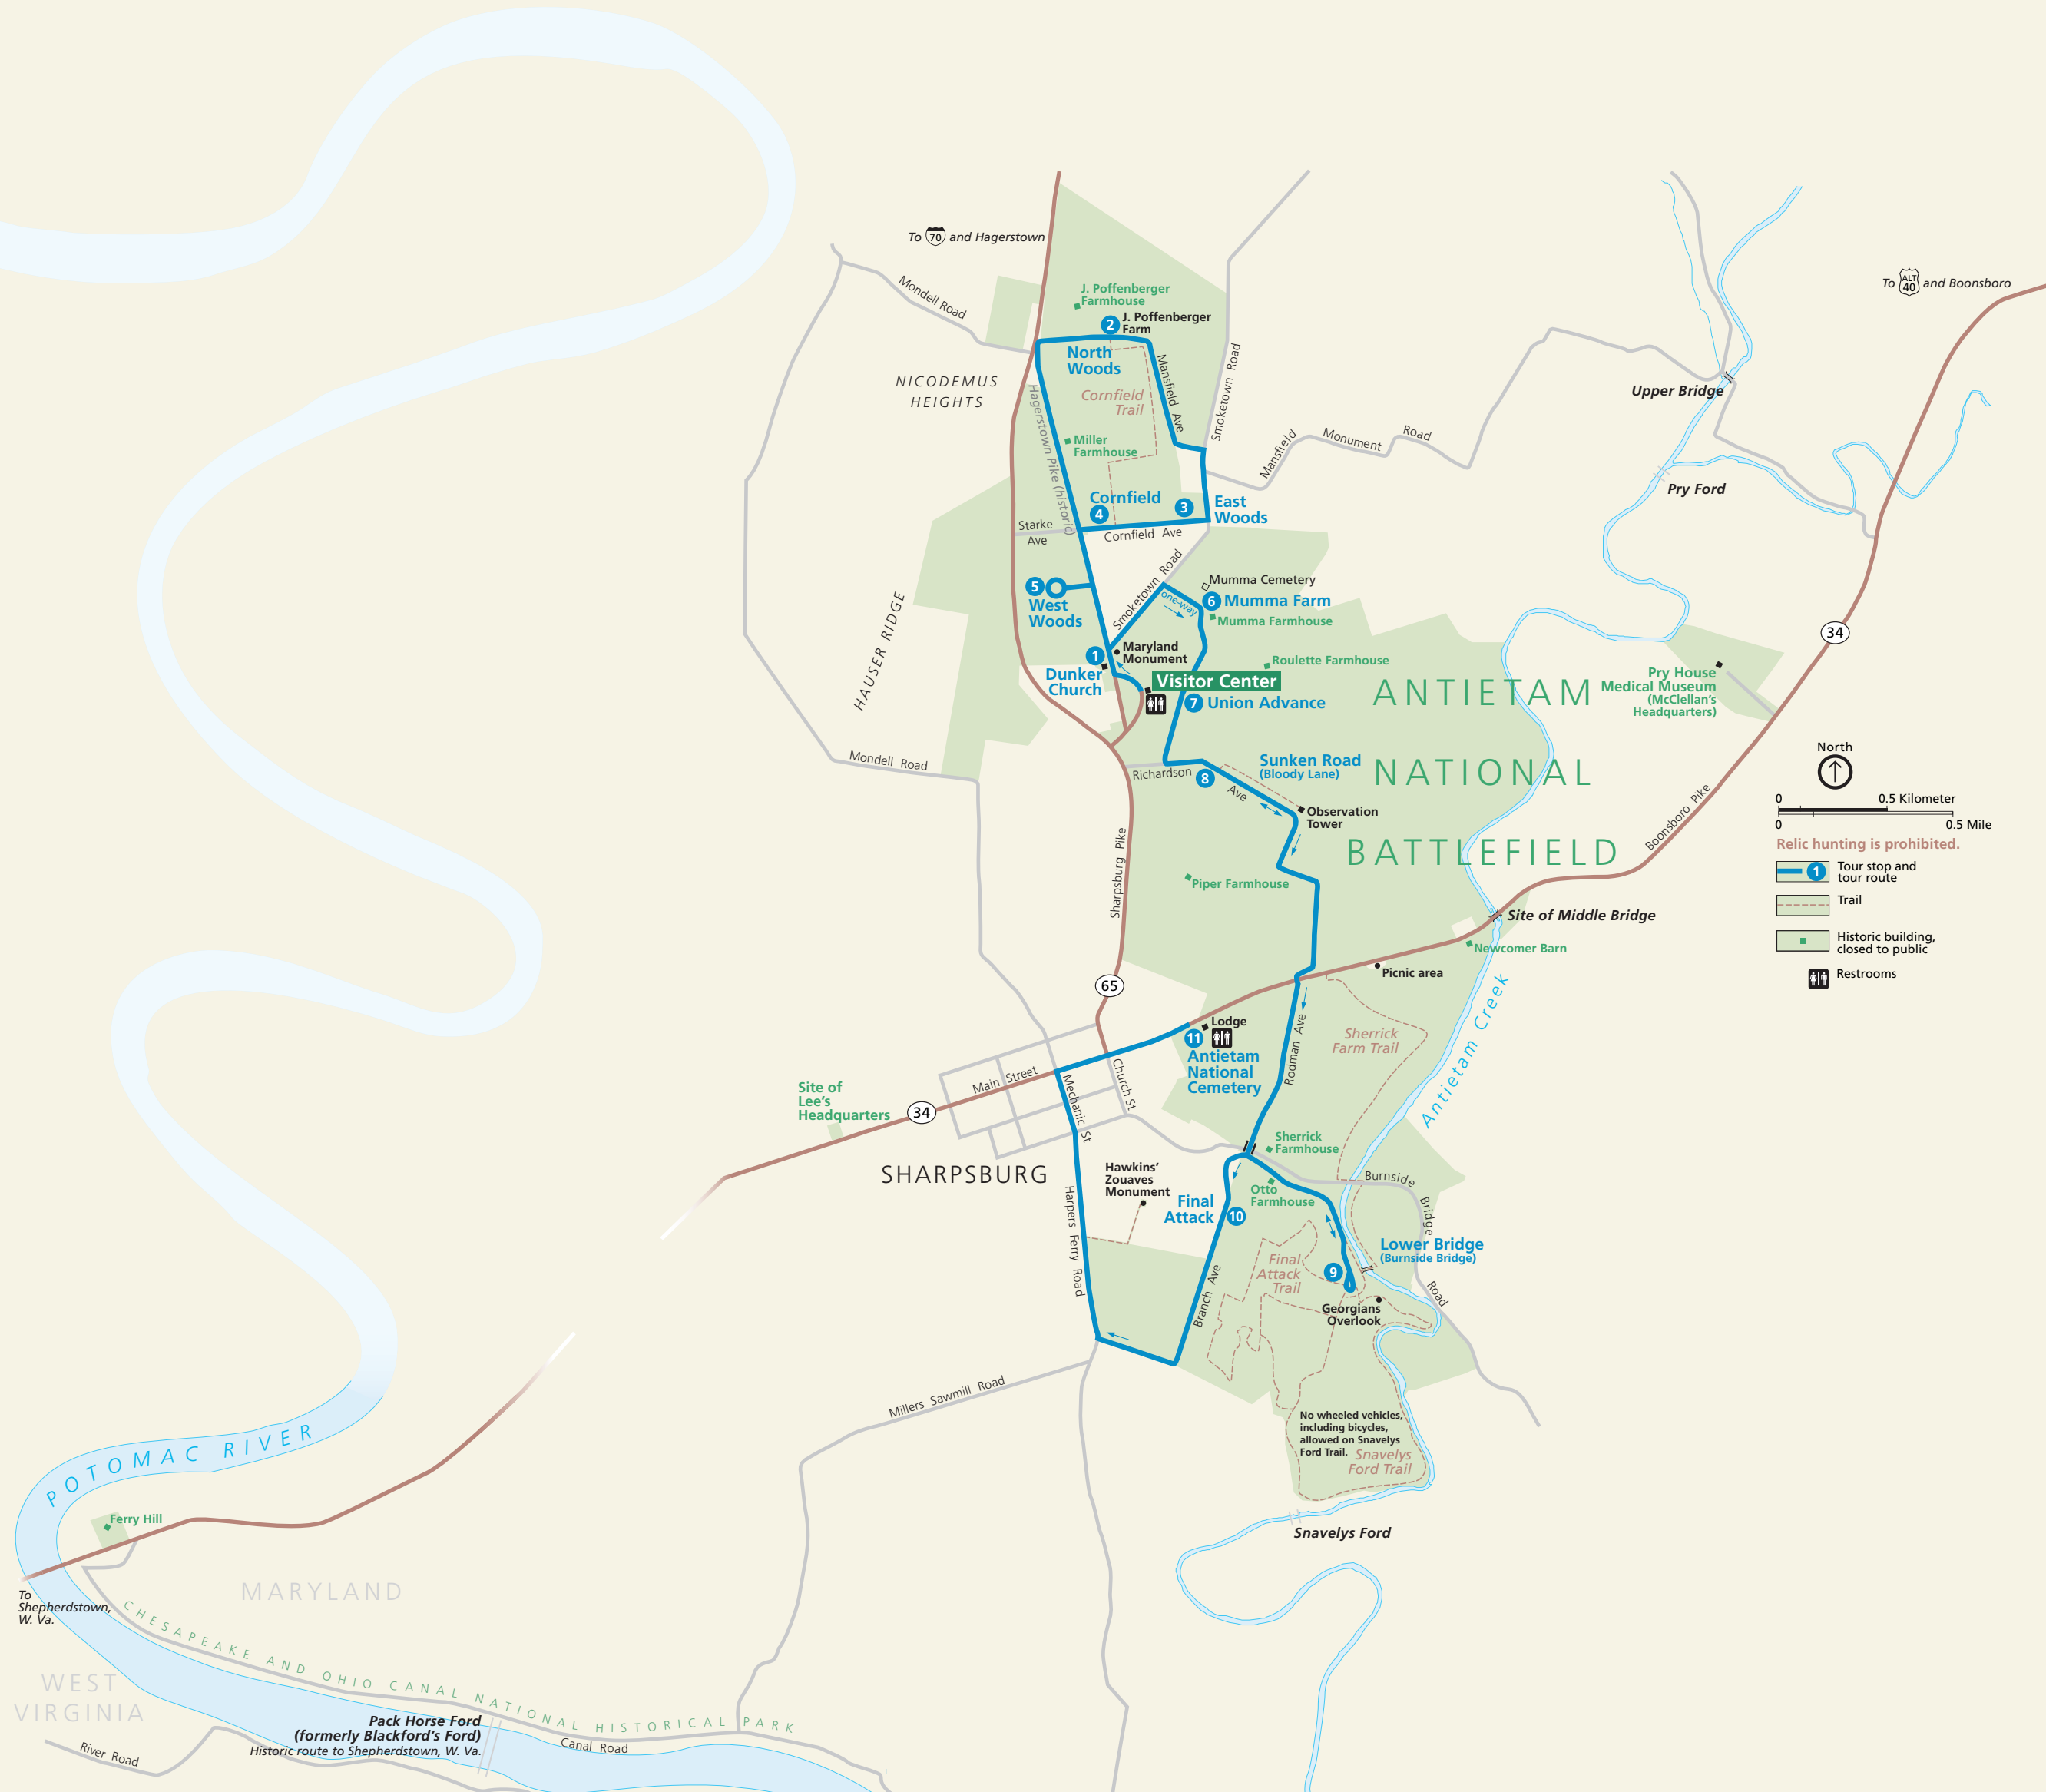 To 70 and Hagerstown
Mondell Road
J. Poffenberger
Farmhouse
2 J. Poffenberger
Farm
North
Woods
NICODEMUS
HEIGHTS
Cornfield
Trail
Mansfield Ave
Smoketown Road
Hagerstown Pike (historic)
Miller
Farmhouse
Mansfield Monument Road
Upper Bridge
Pry Ford
To ALT 40 and Boonsboro
Cornfield
4
3
East
Woods
Starke
Ave
Cornfield Ave
Smoketown Road
5
West
Woods
one-way
Mumma Cemetery
6 Mumma Farm
Mumma Farmhouse
HAUSER RIDGE
1
Dunker
Church
Maryland
Monument
Roulette Farmhouse
Visitor Center
7 Union Advance
34
Pry House
Medical Museum
(McClellan's
Headquarters)
ANTIETAM
NATIONAL
BATTLEFIELD
Mondell Road
Richardson Ave
8
Sunken Road
(Bloody Lane)
Observation
Tower
Sharpsburg Pike
Piper Farmhouse
Boonsboro Pike
North
0 0.5 Kilometer
0 0.5 Mile
Relic hunting is prohibited.
1
Tour stop and
tour route
Trail
Historic building,
closed to public
Restrooms
Site of Middle Bridge
Newcomer Barn
Picnic area
Antietam Creek
65
Lodge
11
Antietam
National
Cemetery
Rodman Ave
Sherrick
Farm Trail
Main Street
Church St
Mechanic St
Site of
Lee's
Headquarters
34
SHARPSBURG
Sherrick
Farmhouse
Otto
Farmhouse
Burnside Bridge Road
Hawkins'
Zouaves
Monument
Harpers Ferry Road
Final
Attack
10
Branch Ave
Final
Attack
Trail
9
Lower Bridge
(Burnside Bridge)
Georgians
Overlook
Millers Sawmill Road
No wheeled vehicles,
including bicycles,
allowed on Snavelys
Ford Trail.
Snavelys
Ford Trail
Snavelys Ford
POTOMAC RIVER
Ferry Hill
To
Shepherdstown,
W. Va.
MARYLAND
WEST
VIRGINIA
CHESAPEAKE AND OHIO CANAL NATIONAL HISTORICAL PARK
Pack Horse Ford
(formerly Blackford's Ford)
Historic route to Shepherdstown, W. Va.
River Road
Canal Road